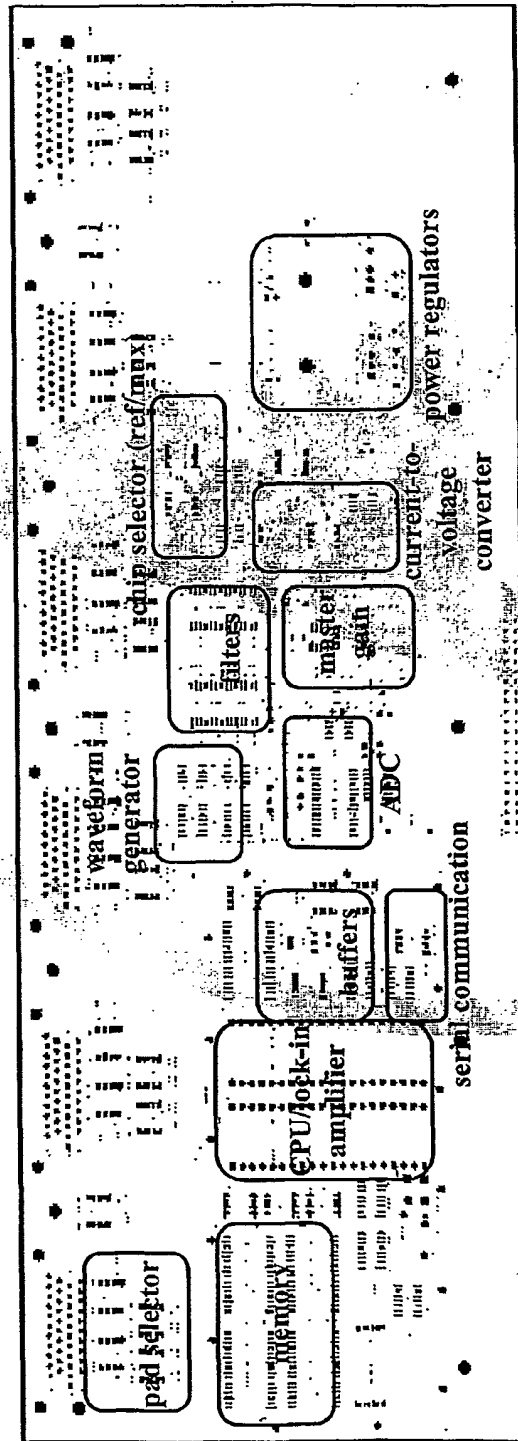 pad selector
memory
CPU/lock-in
amplifier
buffers
serial communication
waveform
generator
ADC
filters
master
gain
chip selector (ref/mux)
current-to-
voltage
converter
power regulators